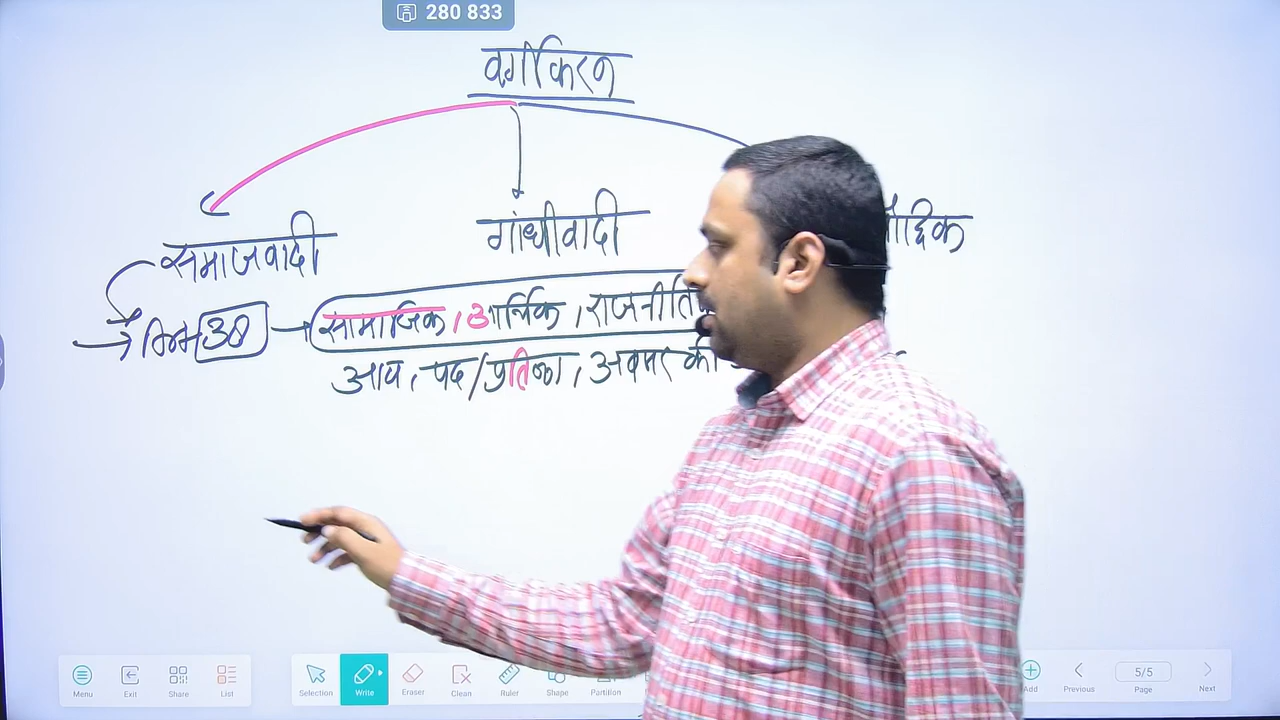 280 833
वर्गीकरण
समाजवादी
गांधीवादी
द्धिक
38 → सामाजिक, आर्थिक, राजनीति
आय, पद/प्रतिष्ठा, अवसर की
Menu Exit Share List Selection Write Eraser Clean Ruler Shape Partition Add Previous 5/5 Page Next